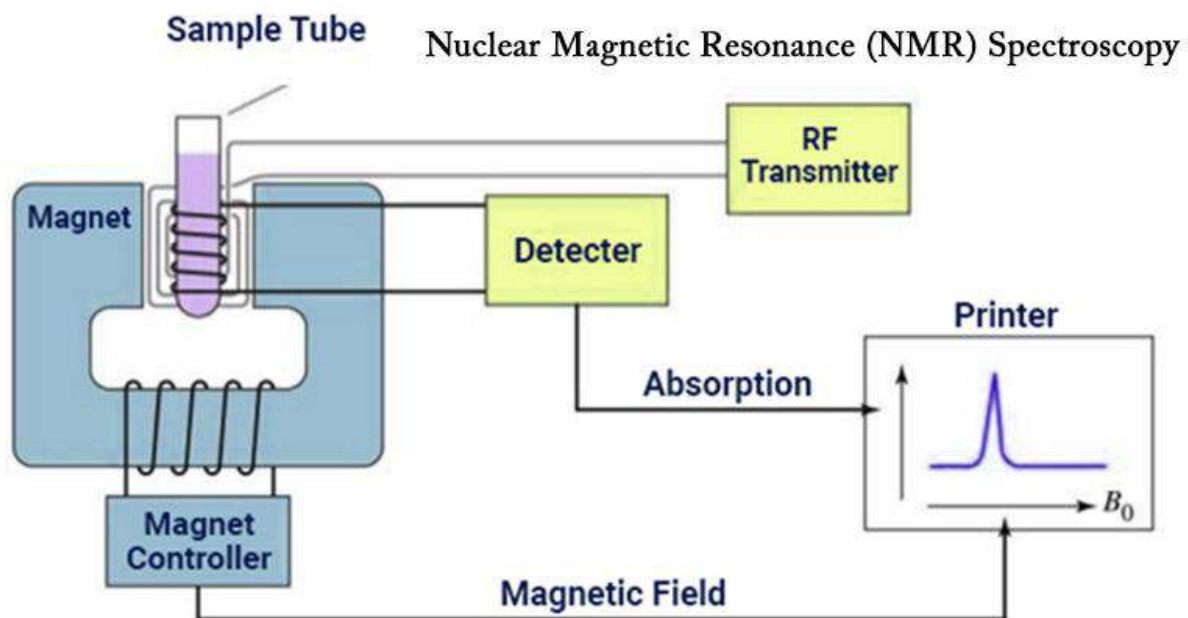 Sample Tube
Nuclear Magnetic Resonance (NMR) Spectroscopy
RF
Transmitter
Magnet
Detecter
Printer
Absorption
B0
Magnet
Controller
Magnetic Field